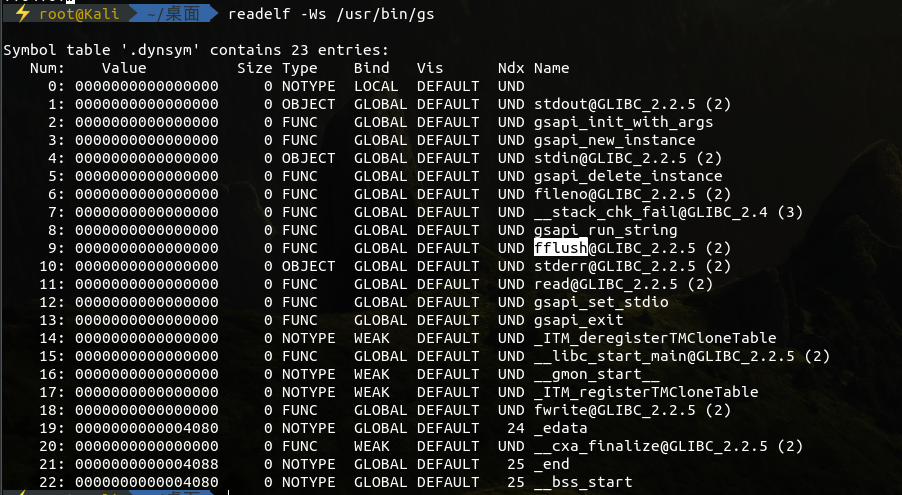 ⚡ root@Kali ~/桌面 readelf -Ws /usr/bin/gs
Symbol table '.dynsym' contains 23 entries:
Num: Value Size Type Bind Vis Ndx Name
0: 0000000000000000 0 NOTYPE LOCAL DEFAULT UND
1: 0000000000000000 0 OBJECT GLOBAL DEFAULT UND stdout@GLIBC_2.2.5 (2)
2: 0000000000000000 0 FUNC GLOBAL DEFAULT UND gsapi_init_with_args
3: 0000000000000000 0 FUNC GLOBAL DEFAULT UND gsapi_new_instance
4: 0000000000000000 0 OBJECT GLOBAL DEFAULT UND stdin@GLIBC_2.2.5 (2)
5: 0000000000000000 0 FUNC GLOBAL DEFAULT UND gsapi_delete_instance
6: 0000000000000000 0 FUNC GLOBAL DEFAULT UND fileno@GLIBC_2.2.5 (2)
7: 0000000000000000 0 FUNC GLOBAL DEFAULT UND __stack_chk_fail@GLIBC_2.4 (3)
8: 0000000000000000 0 FUNC GLOBAL DEFAULT UND gsapi_run_string
9: 0000000000000000 0 FUNC GLOBAL DEFAULT UND fflush@GLIBC_2.2.5 (2)
10: 0000000000000000 0 OBJECT GLOBAL DEFAULT UND stderr@GLIBC_2.2.5 (2)
11: 0000000000000000 0 FUNC GLOBAL DEFAULT UND read@GLIBC_2.2.5 (2)
12: 0000000000000000 0 FUNC GLOBAL DEFAULT UND gsapi_set_stdio
13: 0000000000000000 0 FUNC GLOBAL DEFAULT UND gsapi_exit
14: 0000000000000000 0 NOTYPE WEAK DEFAULT UND _ITM_deregisterTMCloneTable
15: 0000000000000000 0 FUNC GLOBAL DEFAULT UND __libc_start_main@GLIBC_2.2.5 (2)
16: 0000000000000000 0 NOTYPE WEAK DEFAULT UND __gmon_start__
17: 0000000000000000 0 NOTYPE WEAK DEFAULT UND _ITM_registerTMCloneTable
18: 0000000000000000 0 FUNC GLOBAL DEFAULT UND fwrite@GLIBC_2.2.5 (2)
19: 0000000000004080 0 NOTYPE GLOBAL DEFAULT 24 _edata
20: 0000000000000000 0 FUNC WEAK DEFAULT UND __cxa_finalize@GLIBC_2.2.5 (2)
21: 0000000000004088 0 NOTYPE GLOBAL DEFAULT 25 _end
22: 0000000000004080 0 NOTYPE GLOBAL DEFAULT 25 __bss_start